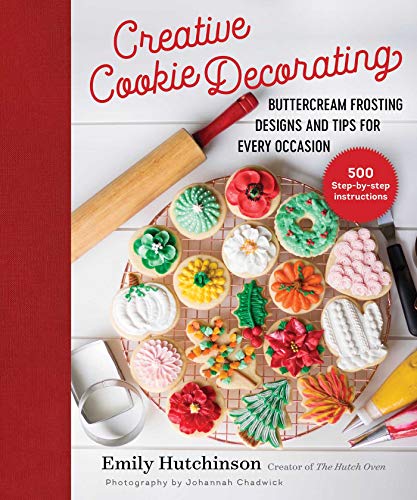 Creative
Cookie Decorating
BUTTERCREAM FROSTING
DESIGNS AND TIPS FOR
EVERY OCCASION
500
Step-by-step
instructions
Emily Hutchinson Creator of The Hutch Oven
Photography by Johannah Chadwick